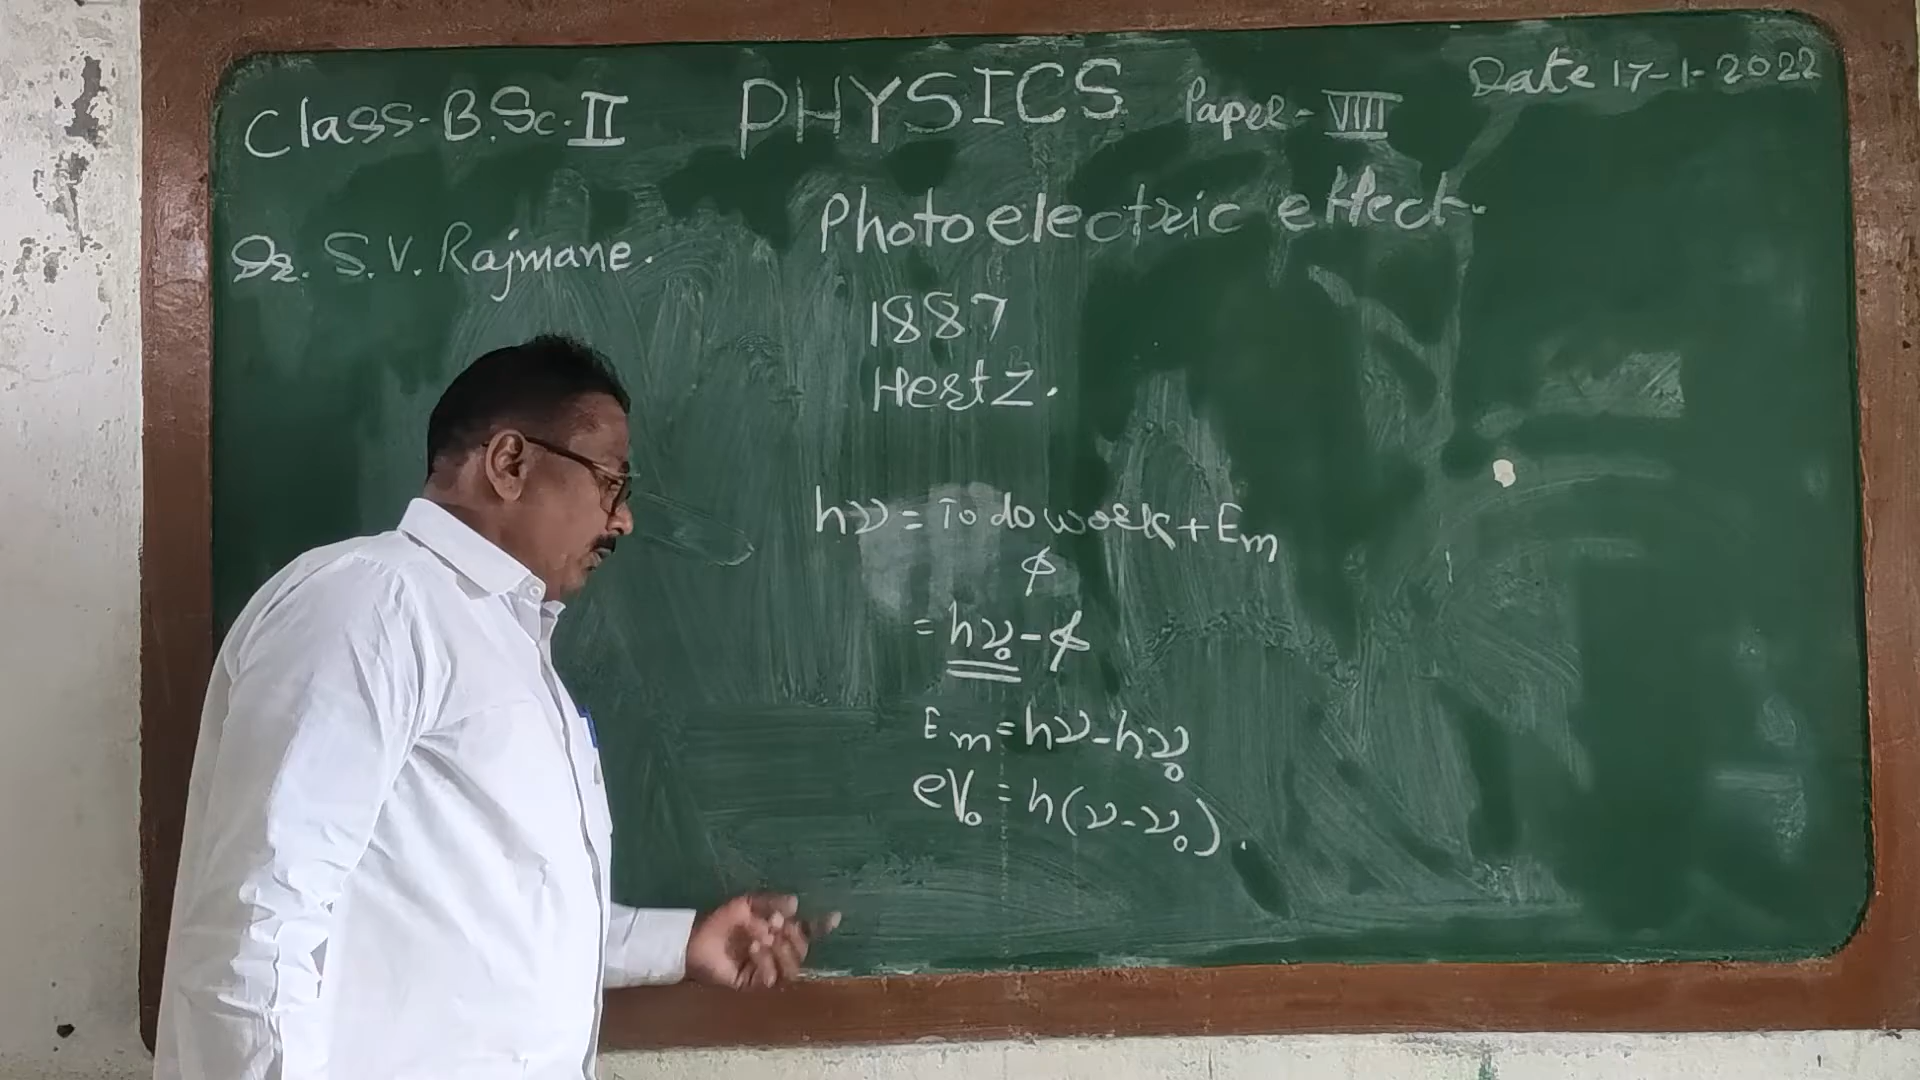 Class-B.Sc.II PHYSICS Paper-VIII Date 17-1-2022
Dr. S.V. Rajmane. Photoelectric effect.
1887
Hertz.
hν = To do work + Em
ϕ
= hν₀ - ϕ
Em = hν - hν₀
eV₀ = h(ν - ν₀).